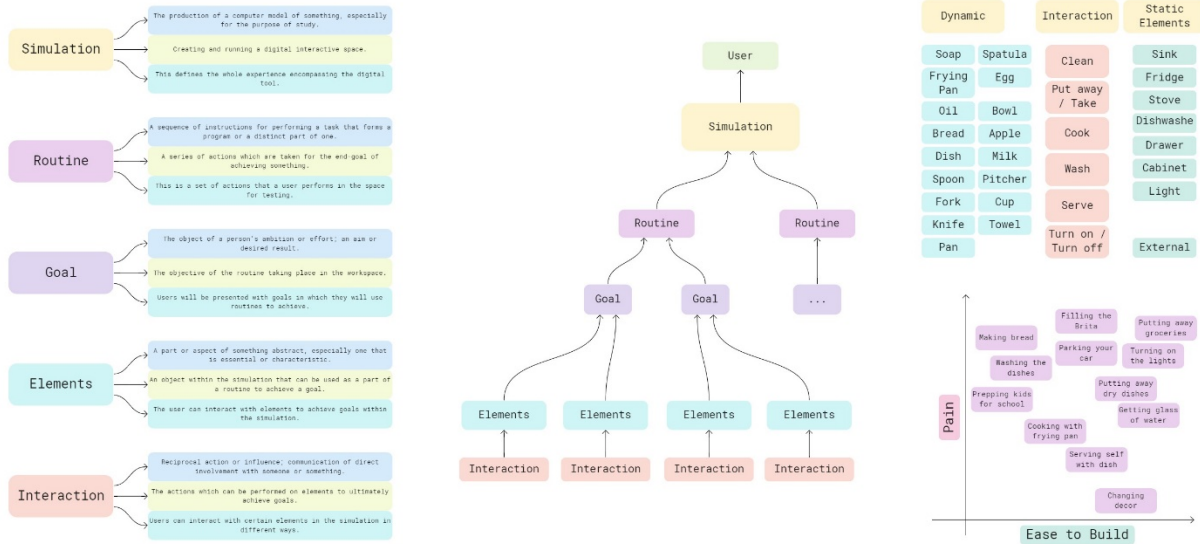 Simulation
The production of a computer model of something, especially
for the purpose of study.
Creating and running a digital interactive space.
This defines the whole experience encompassing the digital
tool.
Routine
A sequence of instructions for performing a task that forms a
program or a distinct part of one.
A series of actions which are taken for the end-goal of
achieving something.
This is a set of actions that a user performs in the space
for testing.
Goal
The object of a person's ambition or effort; an aim or
desired result.
The objective of the routine taking place in the workspace.
Users will be presented with goals in which they will use
routines to achieve.
Elements
A part or aspect of something abstract, especially one that
is essential or characteristic.
An object within the simulation that can be used as a part of
a routine to achieve a goal.
The user can interact with elements to achieve goals within
the simulation.
Interaction
Reciprocal action or influence; communication of direct
involvement with someone or something.
The actions which can be performed on elements to ultimately
achieve goals.
Users can interact with certain elements in the simulation in
different ways.
User
Simulation
Routine
Routine
Goal
Goal
...
Elements
Elements
Elements
Elements
Interaction
Interaction
Interaction
Interaction
Dynamic
Soap
Spatula
Frying
Pan
Egg
Oil
Bowl
Bread
Apple
Dish
Milk
Spoon
Pitcher
Fork
Cup
Knife
Towel
Pan
Interaction
Clean
Put away
/ Take
Cook
Wash
Serve
Turn on /
Turn off
Static
Elements
Sink
Fridge
Stove
Dishwashe
Drawer
Cabinet
Light
External
Pain
Making bread
Filling the
Brita
Putting away
groceries
Washing the
dishes
Parking your
car
Turning on
the lights
Prepping kids
for school
Putting away
dry dishes
Getting glass
of water
Cooking with
frying pan
Serving self
with dish
Changing
decor
Ease to Build